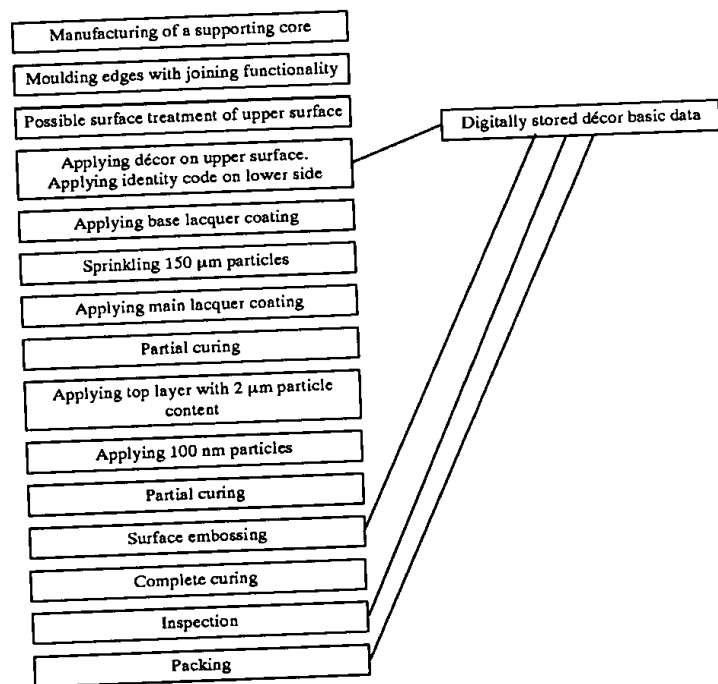 Manufacturing of a supporting core
Moulding edges with joining functionality
Possible surface treatment of upper surface
Digitally stored décor basic data
Applying décor on upper surface.
Applying identity code on lower side
Applying base lacquer coating
Sprinkling 150 µm particles
Applying main lacquer coating
Partial curing
Applying top layer with 2 µm particle
content
Applying 100 nm particles
Partial curing
Surface embossing
Complete curing
Inspection
Packing